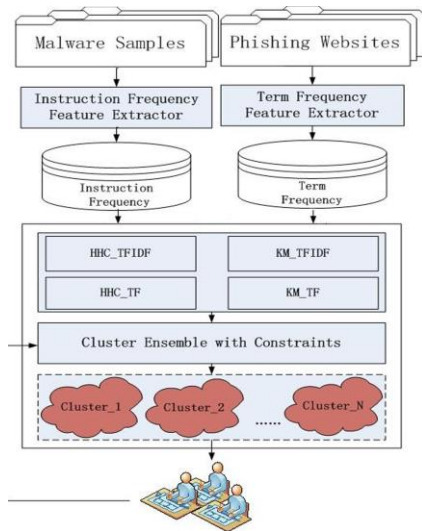 Malware Samples
Phishing Websites
Instruction Frequency
Feature Extractor
Term Frequency
Feature Extractor
Instruction
Frequency
Term
Frequency
HHC_TFIDF
KM_TFIDF
HHC_TF
KM_TF
Cluster Ensemble with Constraints
Cluster_1
Cluster_2
......
Cluster_N